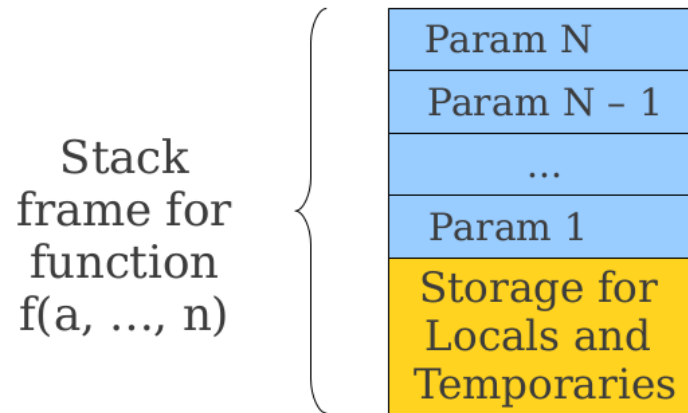 Stack
frame for
function
f(a, ..., n)
Param N
Param N – 1
...
Param 1
Storage for
Locals and
Temporaries